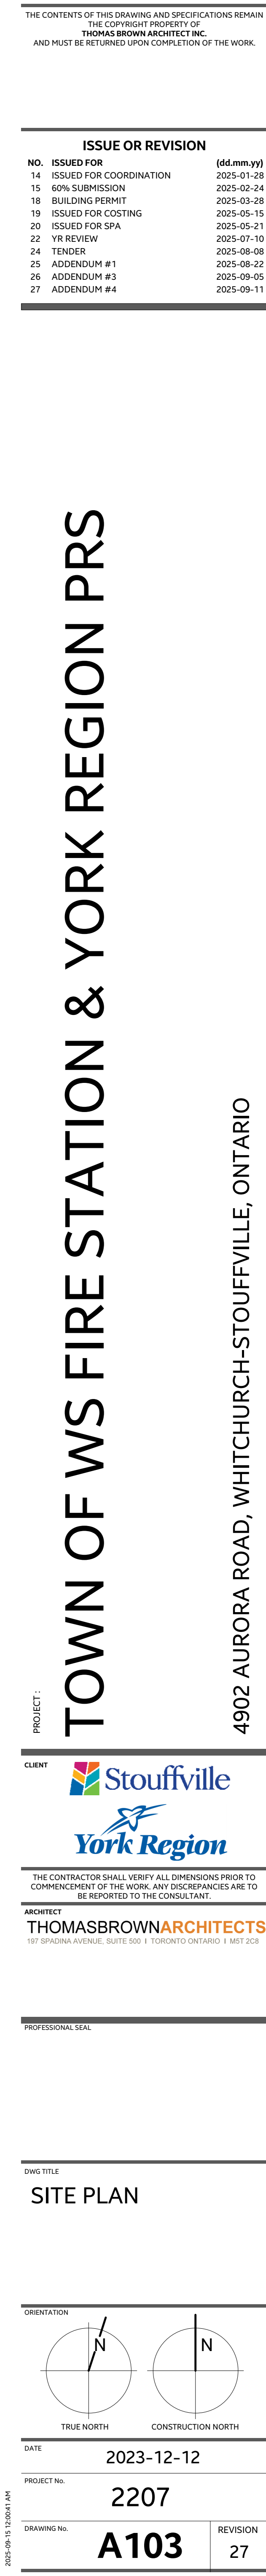 THE CONTENTS OF THIS DRAWING AND SPECIFICATIONS REMAIN
THE COPYRIGHT PROPERTY OF
THOMAS BROWN ARCHITECT INC.
AND MUST BE RETURNED UPON COMPLETION OF THE WORK.
ISSUE OR REVISION
NO. ISSUED FOR (dd.mm.yy)
14 ISSUED FOR COORDINATION 2025-01-28
15 60% SUBMISSION 2025-02-24
18 BUILDING PERMIT 2025-03-28
19 ISSUED FOR COSTING 2025-05-15
20 ISSUED FOR SPA 2025-05-21
22 YR REVIEW 2025-07-10
24 TENDER 2025-08-08
25 ADDENDUM #1 2025-08-22
26 ADDENDUM #3 2025-09-05
27 ADDENDUM #4 2025-09-11
PROJECT :
TOWN OF WS FIRE STATION & YORK REGION PRS
4902 AURORA ROAD, WHITCHURCH-STOUFFVILLE, ONTARIO
CLIENT
Stouffville
York Region
THE CONTRACTOR SHALL VERIFY ALL DIMENSIONS PRIOR TO
COMMENCEMENT OF THE WORK. ANY DISCREPANCIES ARE TO
BE REPORTED TO THE CONSULTANT.
ARCHITECT
THOMASBROWNARCHITECTS
197 SPADINA AVENUE, SUITE 500 I TORONTO ONTARIO I M5T 2C8
PROFESSIONAL SEAL
DWG TITLE
SITE PLAN
ORIENTATION
N N
TRUE NORTH CONSTRUCTION NORTH
DATE
2023-12-12
PROJECT No.
2207
DRAWING No.
A103
REVISION
27
2025-09-15 12:00:41 AM